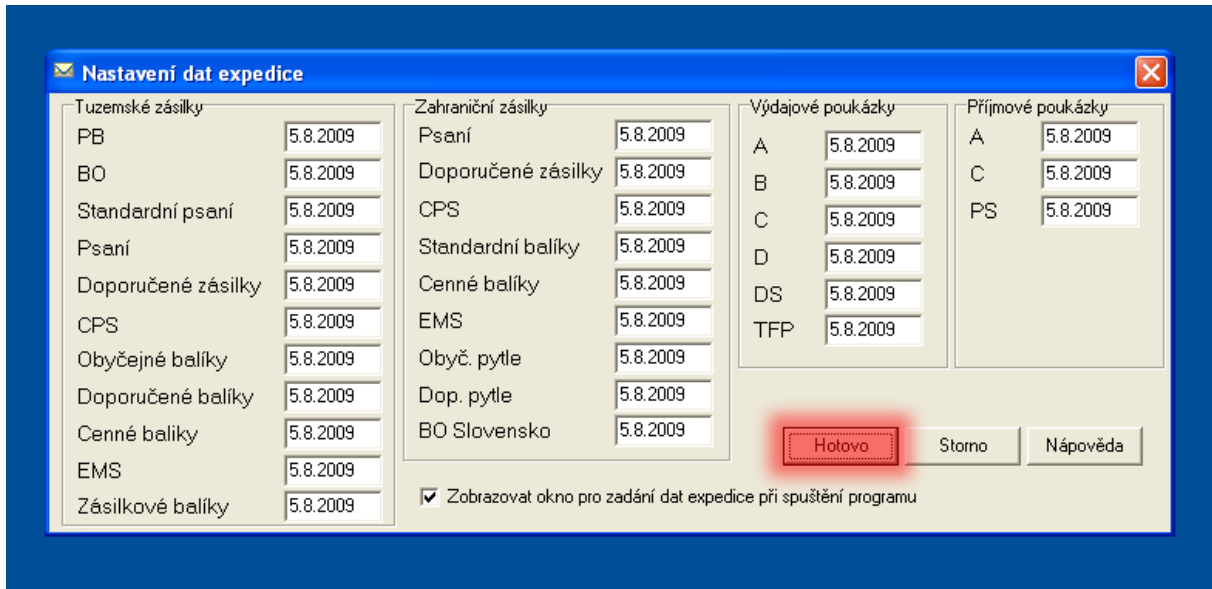 Nastavení dat expedice
Tuzemské zásilky
PB 5.8.2009
BO 5.8.2009
Standardní psaní 5.8.2009
Psaní 5.8.2009
Doporučené zásilky 5.8.2009
CPS 5.8.2009
Obyčejné balíky 5.8.2009
Doporučené balíky 5.8.2009
Cenné baliky 5.8.2009
EMS 5.8.2009
Zásilkové balíky 5.8.2009
Zahraniční zásilky
Psaní 5.8.2009
Doporučené zásilky 5.8.2009
CPS 5.8.2009
Standardní balíky 5.8.2009
Cenné balíky 5.8.2009
EMS 5.8.2009
Obyč. pytle 5.8.2009
Dop. pytle 5.8.2009
BO Slovensko 5.8.2009
Výdajové poukázky
A 5.8.2009
B 5.8.2009
C 5.8.2009
D 5.8.2009
DS 5.8.2009
TFP 5.8.2009
Příjmové poukázky
A 5.8.2009
C 5.8.2009
PS 5.8.2009
Hotovo Storno Nápověda
Zobrazovat okno pro zadání dat expedice při spuštění programu